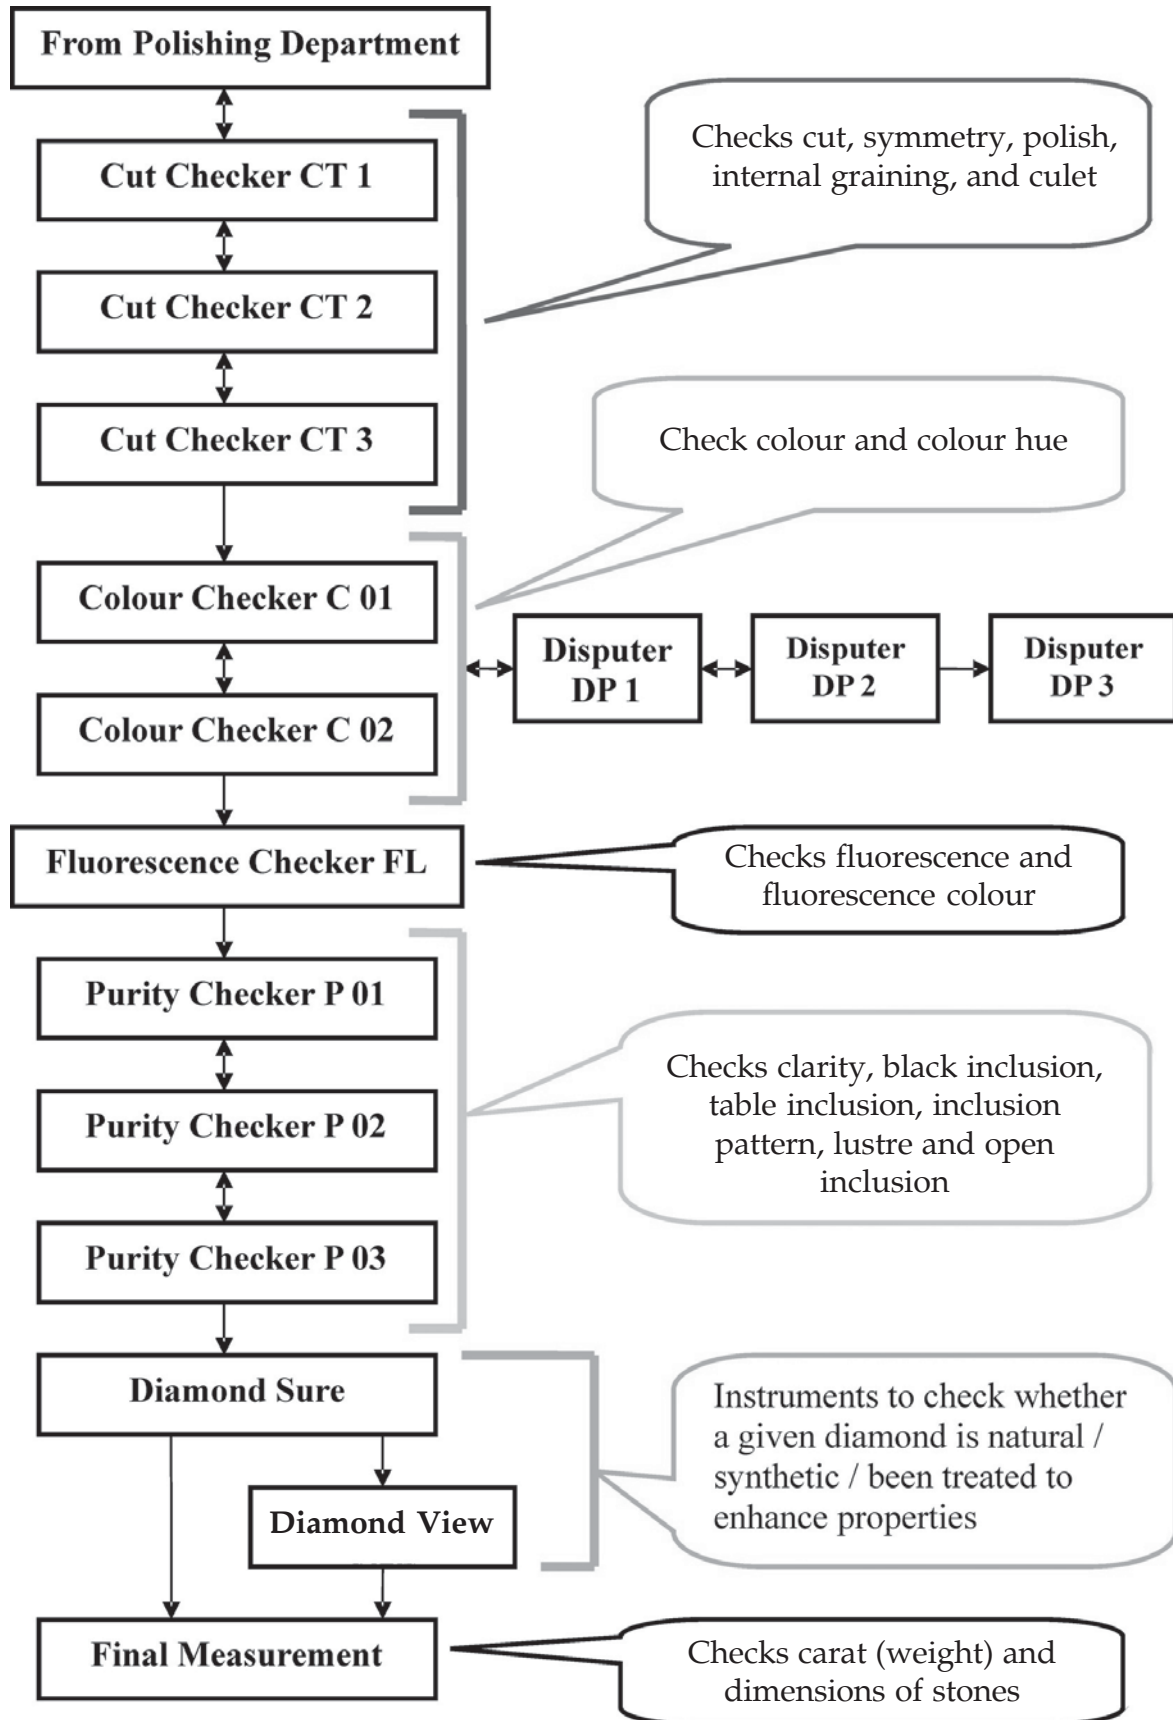 From Polishing Department
Checks cut, symmetry, polish,
internal graining, and culet
Cut Checker CT 1
Cut Checker CT 2
Cut Checker CT 3
Check colour and colour hue
Colour Checker C 01
Disputer
DP 1
Disputer
DP 2
Disputer
DP 3
Colour Checker C 02
Fluorescence Checker FL
Checks fluorescence and
fluorescence colour
Purity Checker P 01
Purity Checker P 02
Purity Checker P 03
Checks clarity, black inclusion,
table inclusion, inclusion
pattern, lustre and open
inclusion
Diamond Sure
Diamond View
Instruments to check whether
a given diamond is natural /
synthetic / been treated to
enhance properties
Final Measurement
Checks carat (weight) and
dimensions of stones